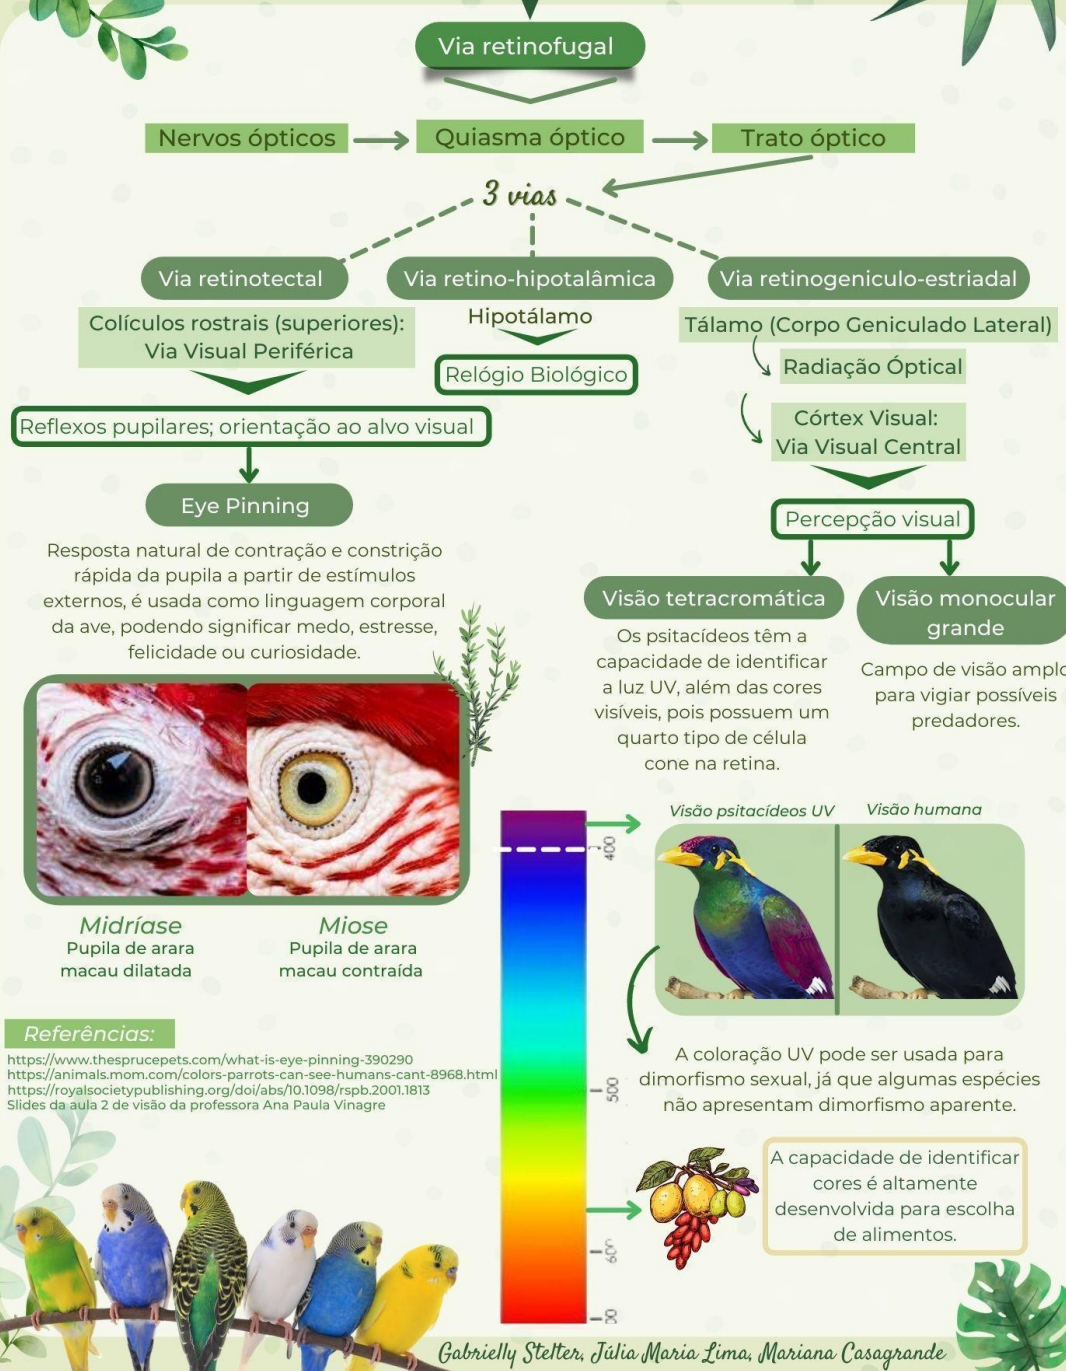 Via retinofugal
Nervos ópticos
Quiasma óptico
Trato óptico
3 vias
Via retinotectal
Colículos rostrais (superiores):
Via Visual Periférica
Reflexos pupilares; orientação ao alvo visual
Eye Pinning
Resposta natural de contração e constrição
rápida da pupila a partir de estímulos
externos, é usada como linguagem corporal
da ave, podendo significar medo, estresse,
felicidade ou curiosidade.
Midríase
Pupila de arara
macau dilatada
Miose
Pupila de arara
macau contraída
Via retino-hipotalâmica
Hipotálamo
Relógio Biológico
Via retinogeniculo-estriadal
Tálamo (Corpo Geniculado Lateral)
Radiação Óptical
Córtex Visual:
Via Visual Central
Percepção visual
Visão tetracromática
Os psitacídeos têm a
capacidade de identificar
a luz UV, além das cores
visíveis, pois possuem um
quarto tipo de célula
cone na retina.
Visão monocular
grande
Campo de visão amplo
para vigiar possíveis
predadores.
400
500
600
00
Visão psitacídeos UV
Visão humana
A coloração UV pode ser usada para
dimorfismo sexual, já que algumas espécies
não apresentam dimorfismo aparente.
A capacidade de identificar
cores é altamente
desenvolvida para escolha
de alimentos.
Referências:
https://www.thesprucepets.com/what-is-eye-pinning-390290
https://animals.mom.com/colors-parrots-can-see-humans-cant-8968.html
https://royalsocietypublishing.org/doi/abs/10.1098/rspb.2001.1813
Slides da aula 2 de visão da professora Ana Paula Vinagre
Gabrielly Stelter, Júlia Maria Lima, Mariana Casagrande